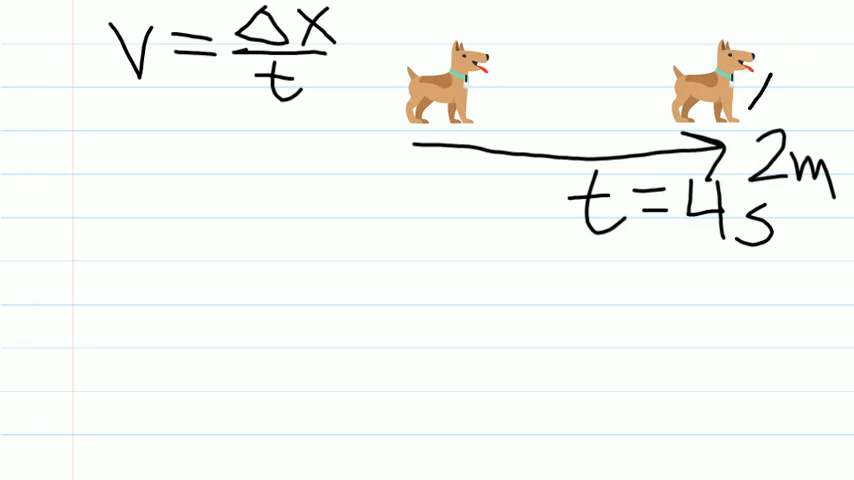 V = Δx/t
2m
t = 4s